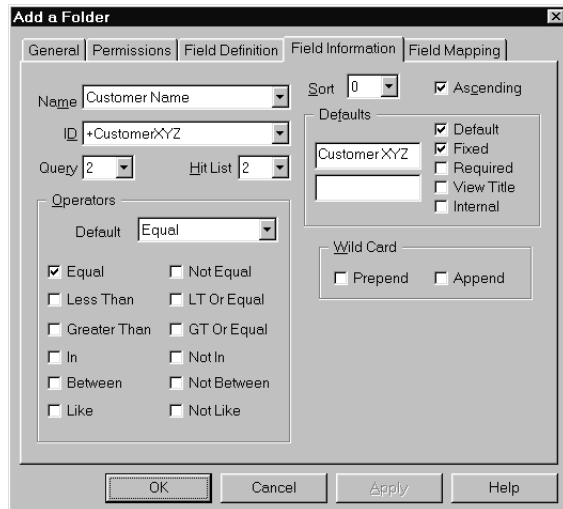 Add a Folder
General Permissions Field Definition Field Information Field Mapping
Name Customer Name
ID +CustomerXYZ
Query 2 Hit List 2
Operators
Default Equal
Equal Not Equal
Less Than LT Or Equal
Greater Than GT Or Equal
In Not In
Between Not Between
Like Not Like
Sort 0 Ascending
Defaults
Customer XYZ
Default
Fixed
Required
View Title
Internal
Wild Card
Prepend Append
OK Cancel Apply Help